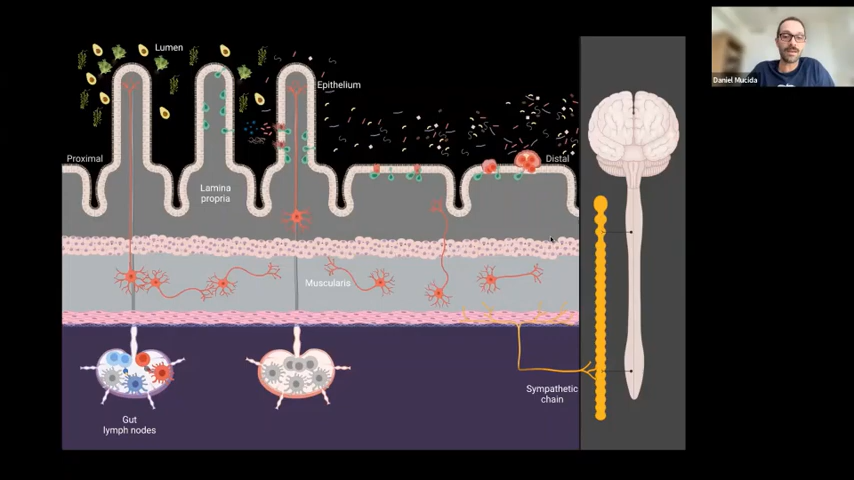 Lumen
Epithelium
Daniel Mucida
Proximal
Distal
Lamina
propria
Muscularis
Sympathetic
chain
Gut
lymph nodes